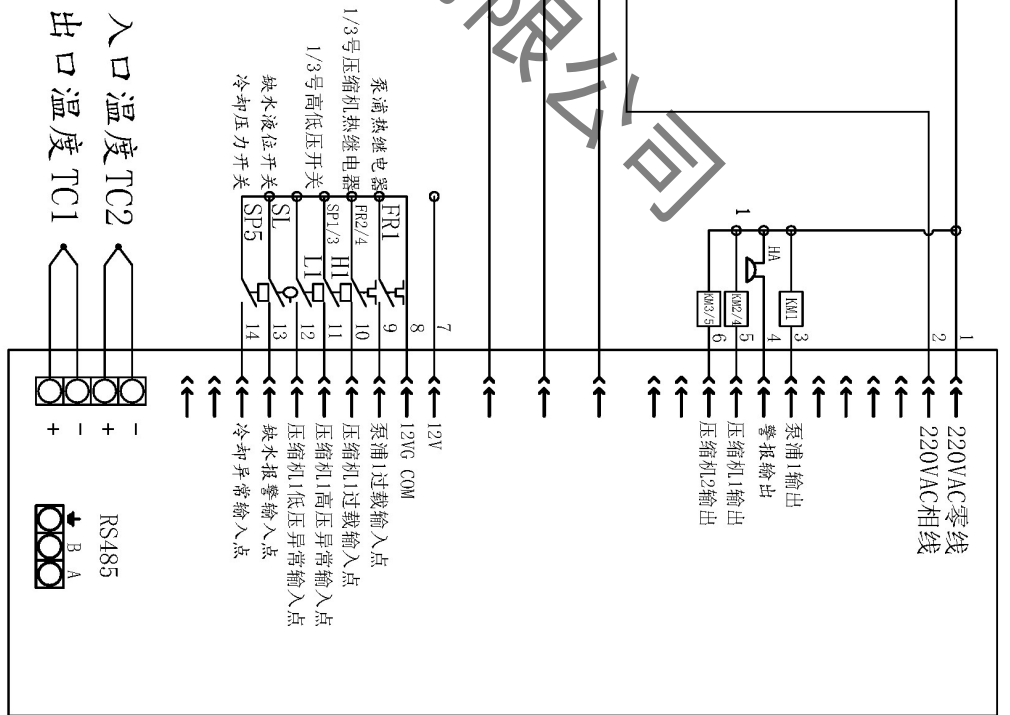 限公司
入口温度TC2
出口温度TC1
泵浦热继电器
1/3号压缩机热继电器
1/3号高低压开关
缺水液位开关
冷却压力开关
FR1
FR2/4
SP1/3
H1
L1
SL
SP5
7
8
9
10
11
12
13
14
1
HA
KM1
KM2/4
KM3/5
1
2
3
4
5
6
220VAC零线
220VAC相线
泵浦1输出
警报输出
压缩机1输出
压缩机2输出
12V
12VG COM
泵浦1过载输入点
压缩机1过载输入点
压缩机1高压异常输入点
压缩机1低压异常输入点
缺水报警输入点
冷却异常输入点
- + - +
RS485
B A